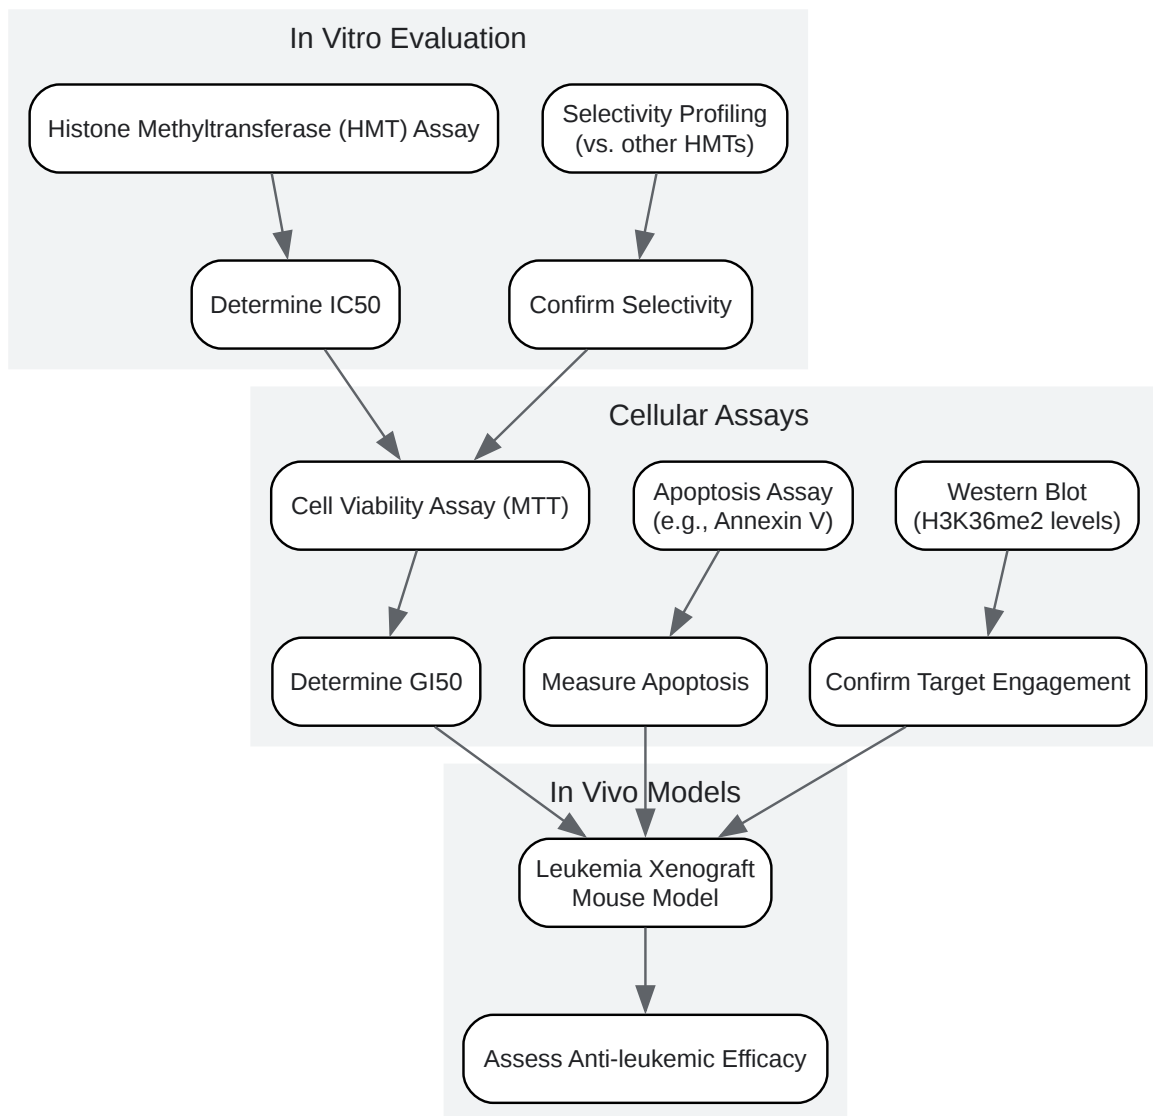 In Vitro Evaluation
Histone Methyltransferase (HMT) Assay
Selectivity Profiling
(vs. other HMTs)
Determine IC50
Confirm Selectivity
Cellular Assays
Cell Viability Assay (MTT)
Apoptosis Assay
(e.g., Annexin V)
Western Blot
(H3K36me2 levels)
Determine GI50
Measure Apoptosis
Confirm Target Engagement
In Vivo Models
Leukemia Xenograft
Mouse Model
Assess Anti-leukemic Efficacy